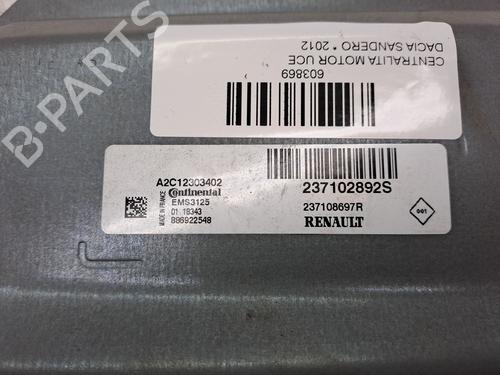 CENTRALITA MOTOR UCE
DACIA SANDERO * 2012
603869
A2C12303402
Continental
EMS3125
01 18343
896922548
MADE IN FRANCE
237102892S
237108697R
RENAULT
001
B-PARTS